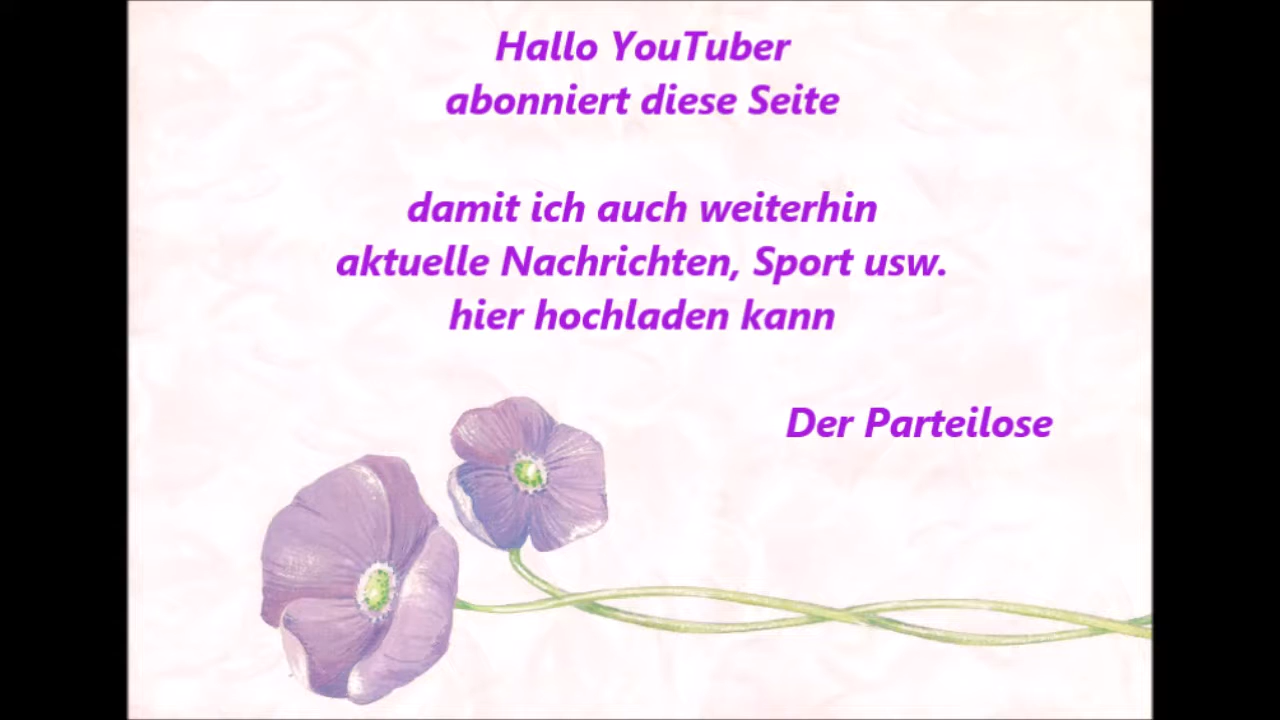 Hallo YouTuber
abonniert diese Seite
damit ich auch weiterhin
aktuelle Nachrichten, Sport usw.
hier hochladen kann
Der Parteilose